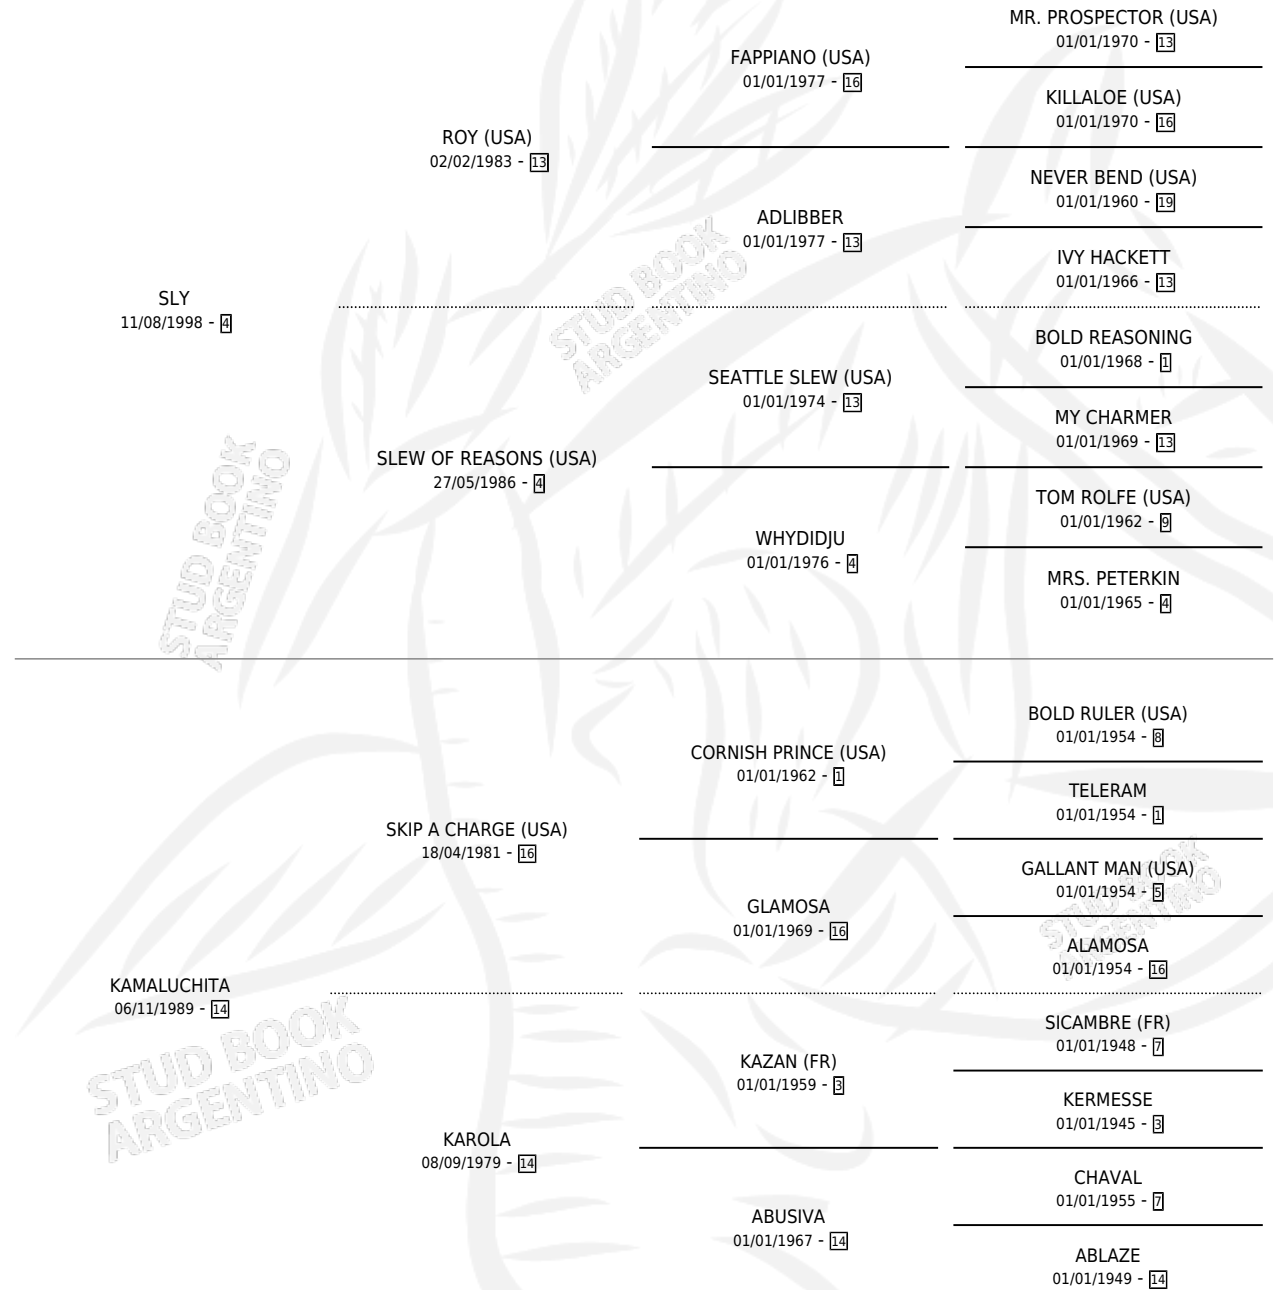 MR. PROSPECTOR (USA)
01/01/1970 - 13
FAPPIANO (USA)
01/01/1977 - 16
KILLALOE (USA)
01/01/1970 - 16
ROY (USA)
02/02/1983 - 13
NEVER BEND (USA)
01/01/1960 - 19
ADLIBBER
01/01/1977 - 13
IVY HACKETT
01/01/1966 - 13
SLY
11/08/1998 - 4
BOLD REASONING
01/01/1968 - 1
SEATTLE SLEW (USA)
01/01/1974 - 13
MY CHARMER
01/01/1969 - 13
SLEW OF REASONS (USA)
27/05/1986 - 4
TOM ROLFE (USA)
01/01/1962 - 9
WHYDIDJU
01/01/1976 - 4
MRS. PETERKIN
01/01/1965 - 4
BOLD RULER (USA)
01/01/1954 - 8
CORNISH PRINCE (USA)
01/01/1962 - 1
TELERAM
01/01/1954 - 1
SKIP A CHARGE (USA)
18/04/1981 - 16
GALLANT MAN (USA)
01/01/1954 - 5
GLAMOSA
01/01/1969 - 16
ALAMOSA
01/01/1954 - 16
KAMALUCHITA
06/11/1989 - 14
SICAMBRE (FR)
01/01/1948 - 7
KAZAN (FR)
01/01/1959 - 3
KERMESSE
01/01/1945 - 3
KAROLA
08/09/1979 - 14
CHAVAL
01/01/1955 - 7
ABUSIVA
01/01/1967 - 14
ABLAZE
01/01/1949 - 14
STUD BOOK
ARGENTINO
STUD BOOK
ARGENTINO
STUD BOOK
ARGENTINO
STUD BOOK
ARGENTINO